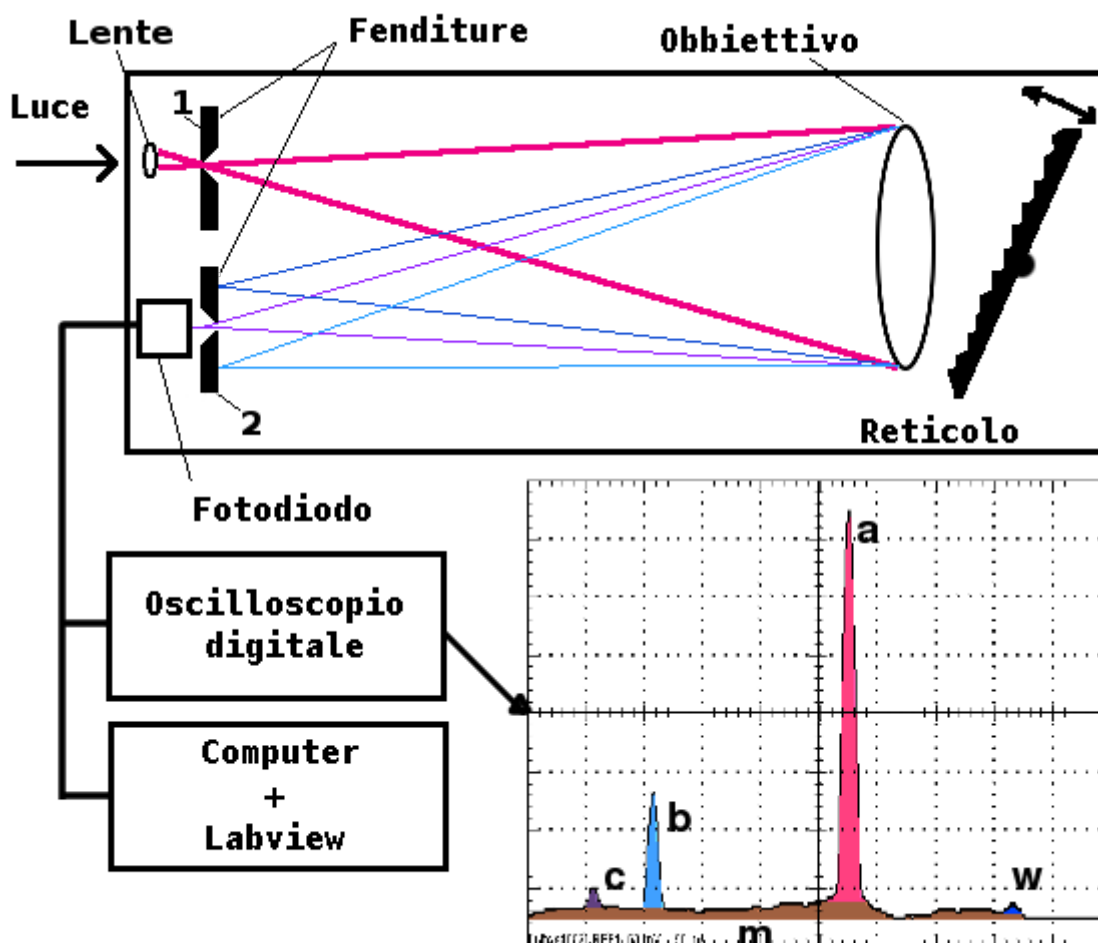 Lente
Fenditure
Obbiettivo
Luce
1
2
Reticolo
Fotodiodo
Oscilloscopio
digitale
Computer
+
Labview
a
b
c
w
m